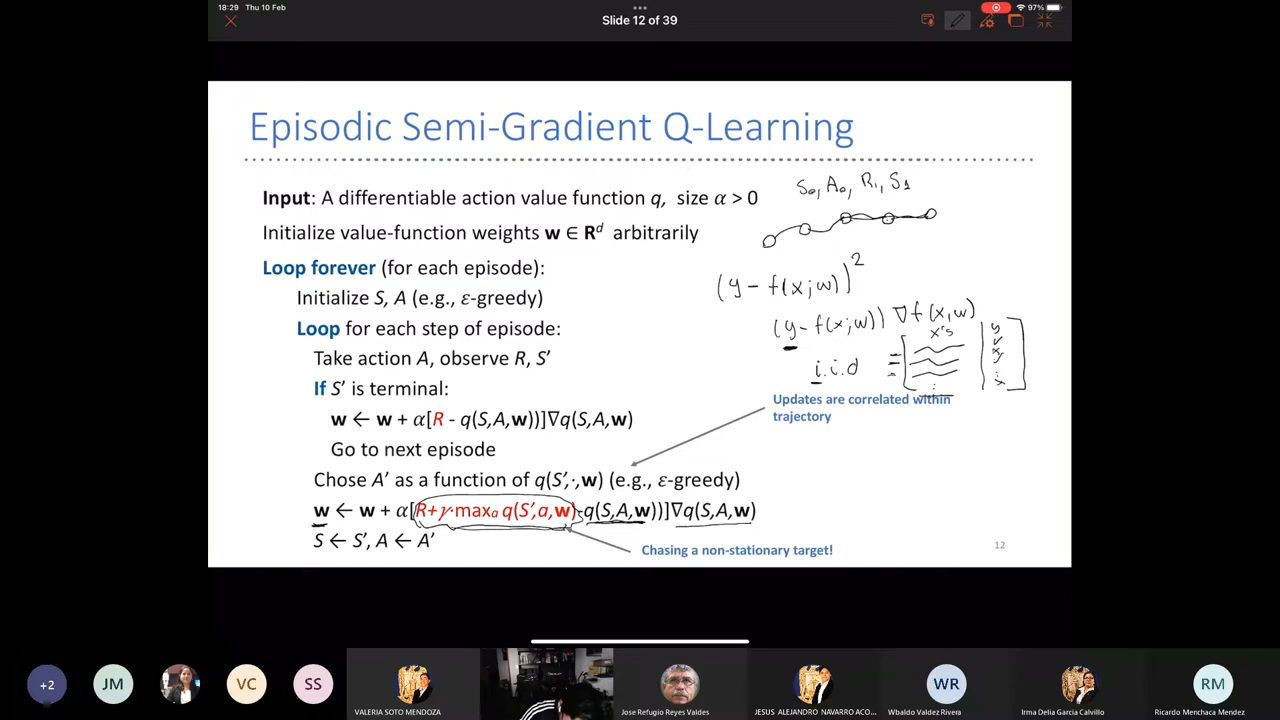 18:29 Thu 10 Feb
Slide 12 of 39
97%
Episodic Semi-Gradient Q-Learning
Input: A differentiable action value function q, size α > 0
Initialize value-function weights w ∈ Rᵈ arbitrarily
Loop forever (for each episode):
Initialize S, A (e.g., ε-greedy)
Loop for each step of episode:
Take action A, observe R, S’
If S’ is terminal:
w ← w + α[R - q(S,A,w))]∇q(S,A,w)
Go to next episode
Chose A’ as a function of q(S’,·,w) (e.g., ε-greedy)
w ← w + α[R+γ·maxₐ q(S’,a,w)-q(S,A,w))]∇q(S,A,w)
S ← S’, A ← A’
S₀, A₀, R₁, S₁
(y - f(x;w))²
(y - f(x;w)) ∇f(x,w)
i.i.d
x's
y
Updates are correlated within
trajectory
Chasing a non-stationary target!
12
+2
JM
VC
SS
WR
RM
VALERIA SOTO MENDOZA
Jose Refugio Reyes Valdes
JESUS ALEJANDRO NAVARRO ACO...
Wbaldo Valdez Rivera
Irma Delia Garcia Calvillo
Ricardo Menchaca Mendez